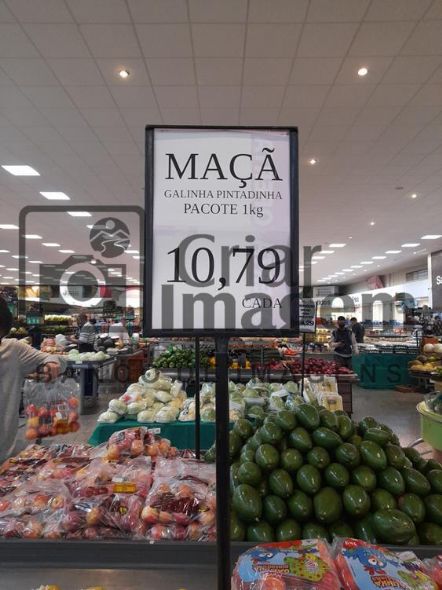 MAÇÃ
GALINHA PINTADINHA
PACOTE 1kg
10,79
CADA
Criar
Imagem